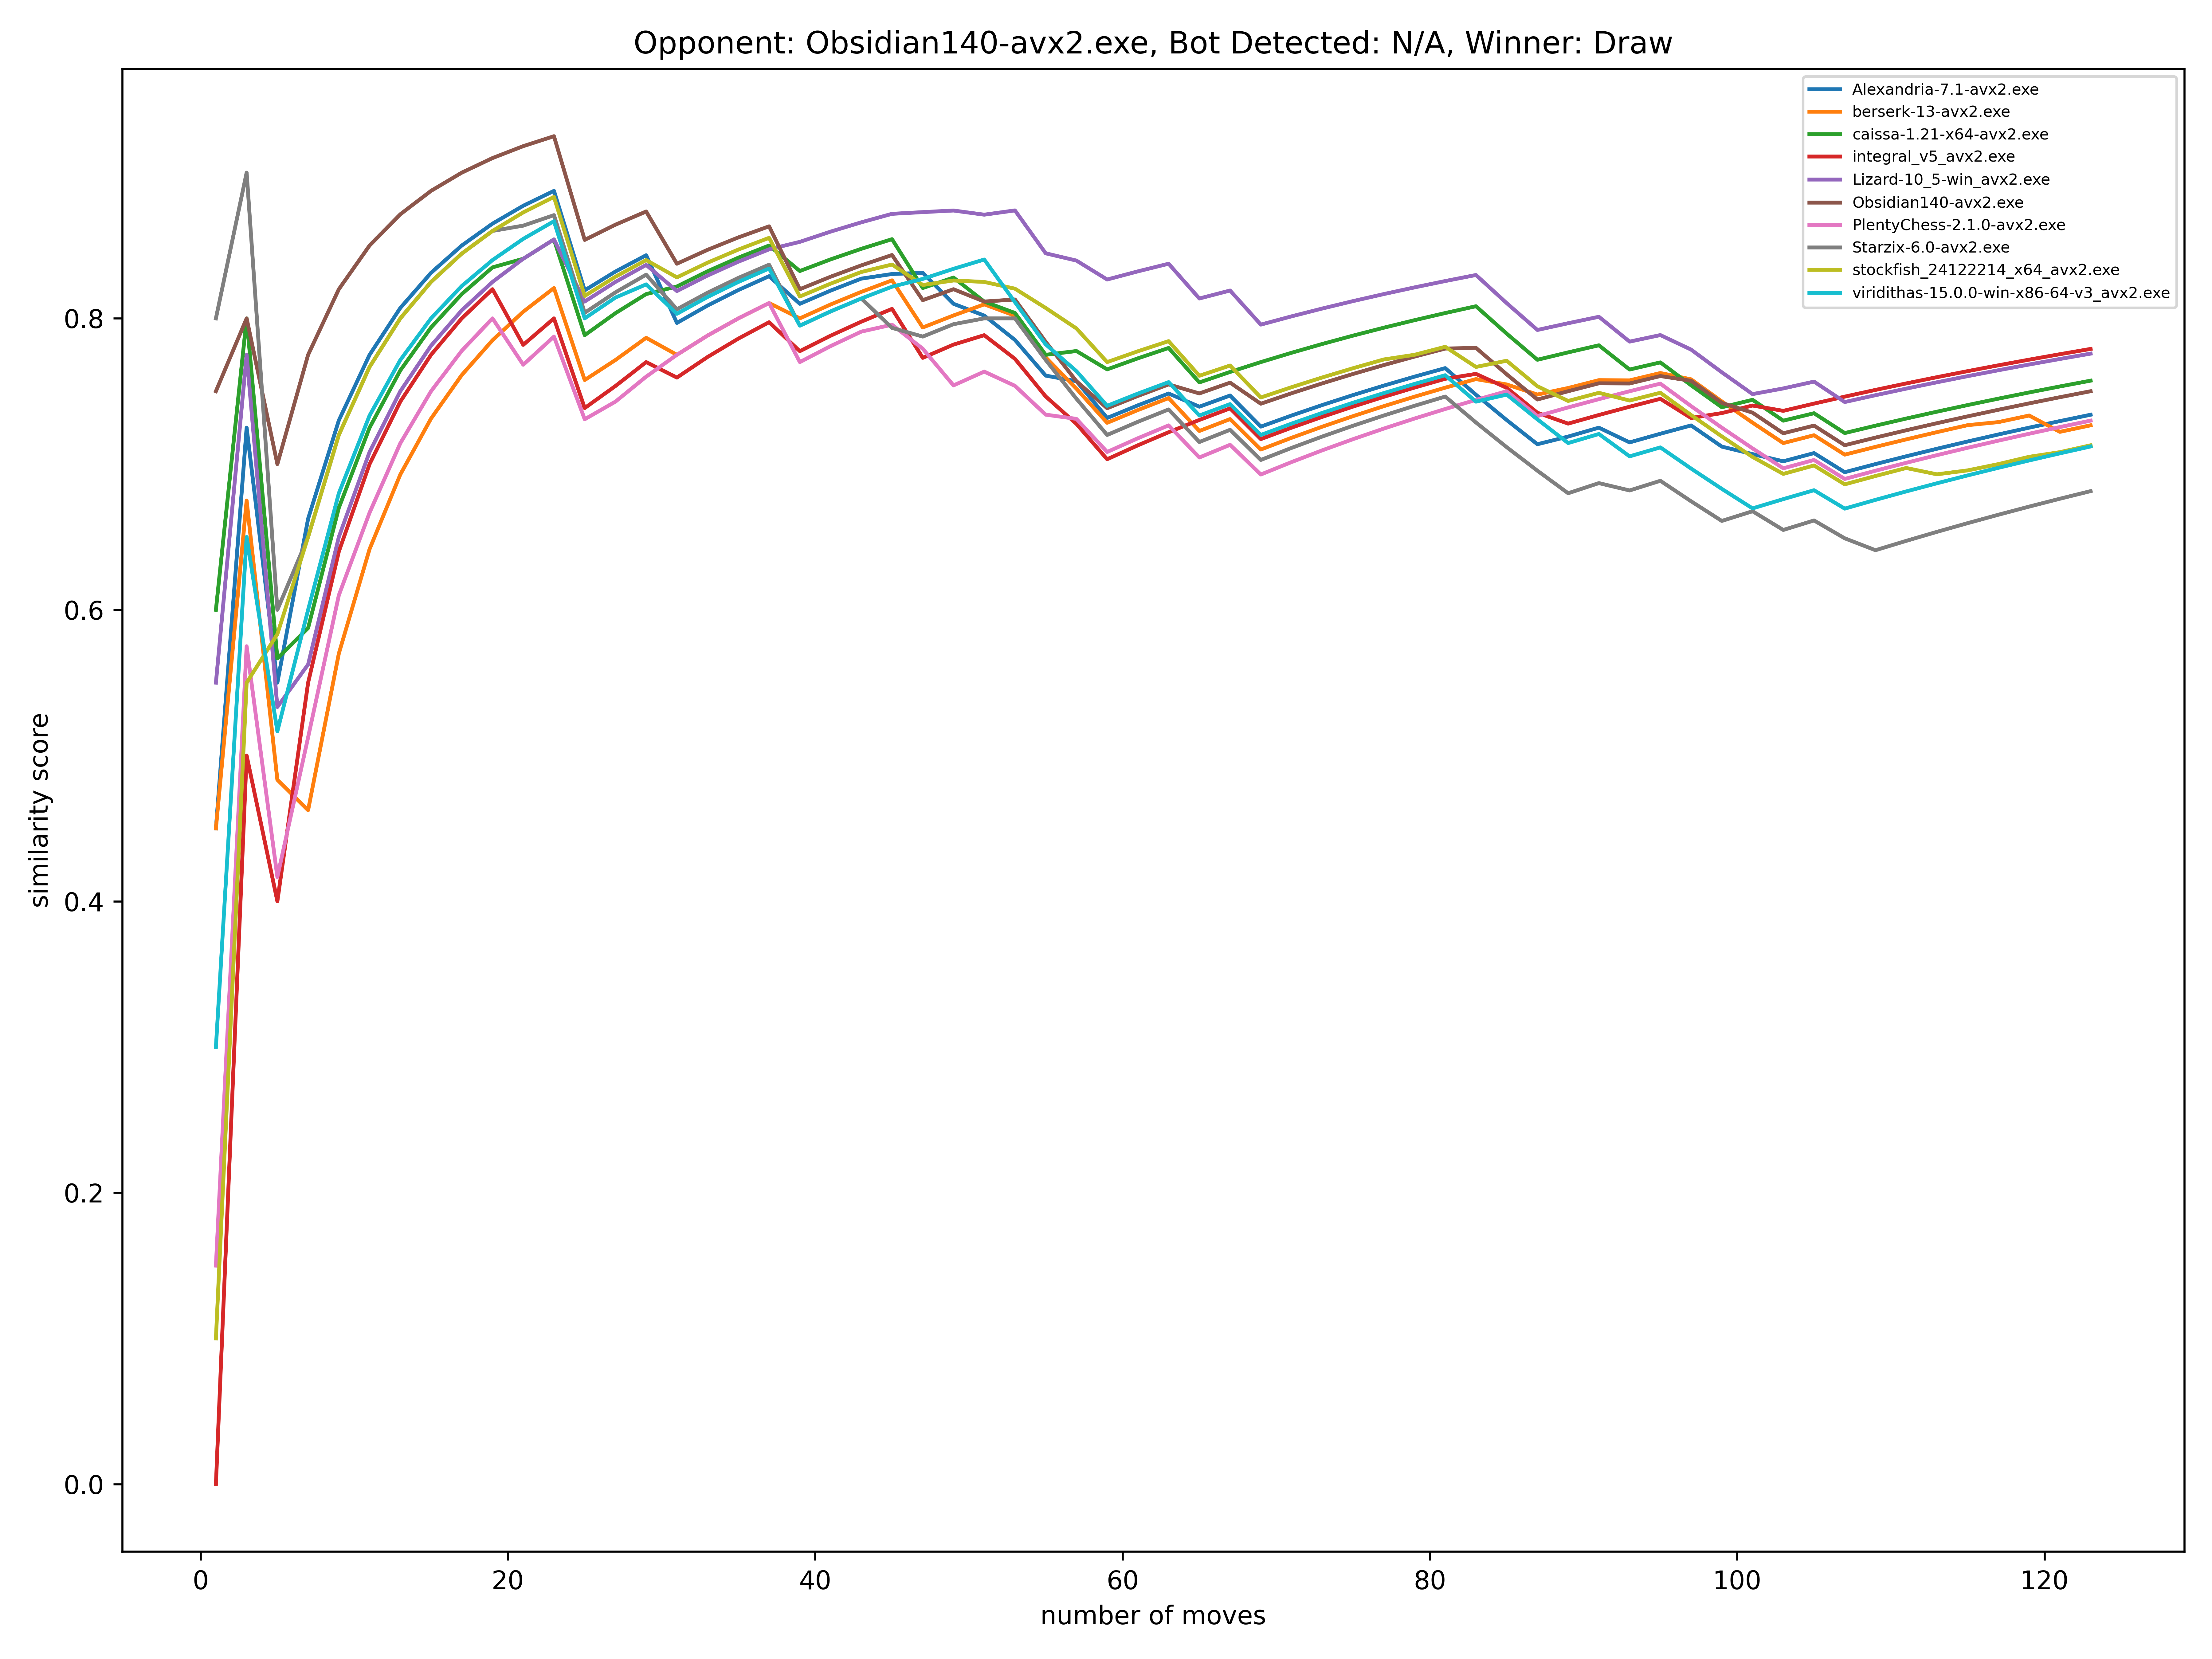 Opponent: Obsidian140-avx2.exe, Bot Detected: N/A, Winner: Draw
Alexandria-7.1-avx2.exe
berserk-13-avx2.exe
caissa-1.21-x64-avx2.exe
integral_v5_avx2.exe
Lizard-10_5-win_avx2.exe
Obsidian140-avx2.exe
PlentyChess-2.1.0-avx2.exe
Starzix-6.0-avx2.exe
stockfish_24122214_x64_avx2.exe
viridithas-15.0.0-win-x86-64-v3_avx2.exe
similarity score
0.8
0.6
0.4
0.2
0.0
0 20 40 60 80 100 120
number of moves